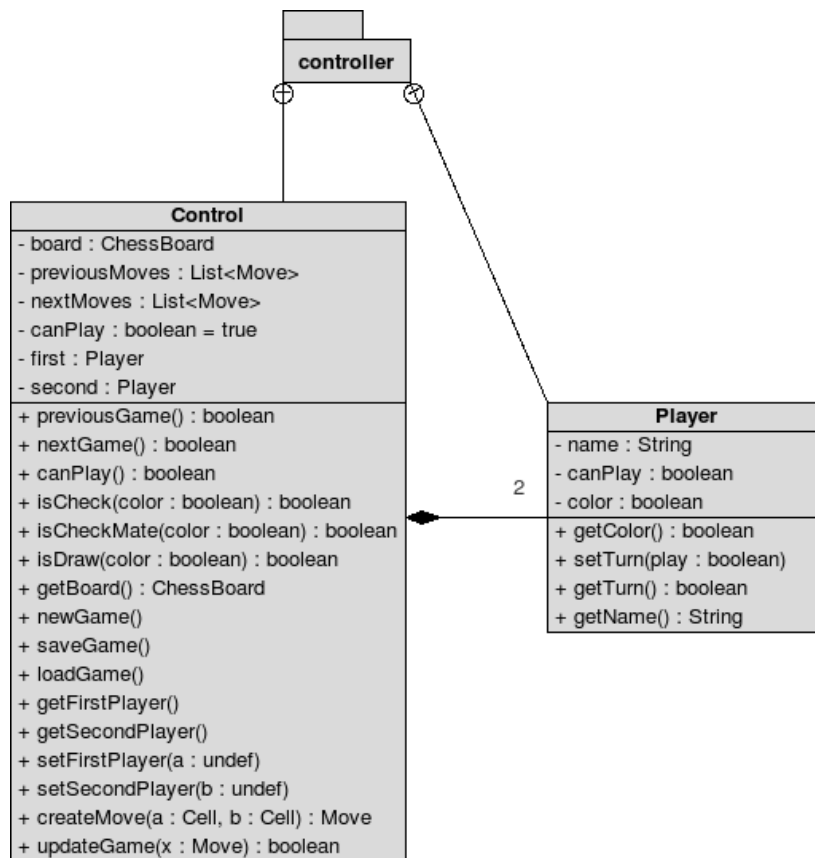 controller
Control
- board : ChessBoard
- previousMoves : List<Move>
- nextMoves : List<Move>
- canPlay : boolean = true
- first : Player
- second : Player
+ previousGame() : boolean
+ nextGame() : boolean
+ canPlay() : boolean
+ isCheck(color : boolean) : boolean
+ isCheckMate(color : boolean) : boolean
+ isDraw(color : boolean) : boolean
+ getBoard() : ChessBoard
+ newGame()
+ saveGame()
+ loadGame()
+ getFirstPlayer()
+ getSecondPlayer()
+ setFirstPlayer(a : undef)
+ setSecondPlayer(b : undef)
+ createMove(a : Cell, b : Cell) : Move
+ updateGame(x : Move) : boolean
2
Player
- name : String
- canPlay : boolean
- color : boolean
+ getColor() : boolean
+ setTurn(play : boolean)
+ getTurn() : boolean
+ getName() : String